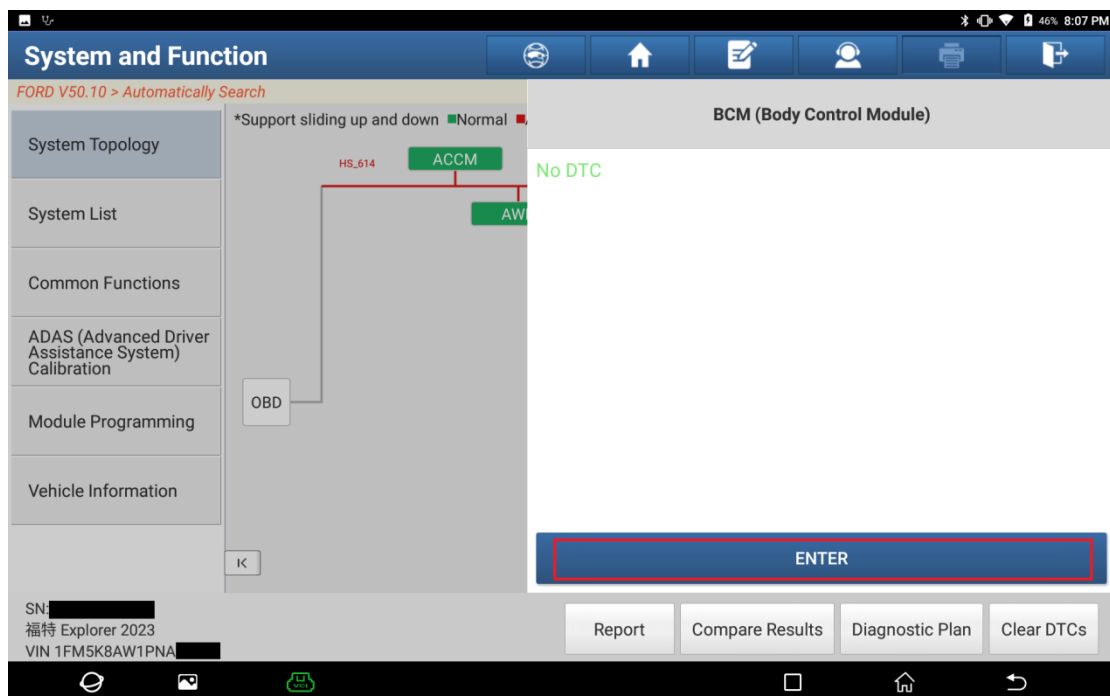 46% 8:07 PM
System and Function
FORD V50.10 > Automatically Search
System Topology
System List
Common Functions
ADAS (Advanced Driver
Assistance System)
Calibration
Module Programming
Vehicle Information
*Support sliding up and down ■Normal ■
HS_614
ACCM
AW
OBD
BCM (Body Control Module)
No DTC
ENTER
SN:
福特 Explorer 2023
VIN 1FM5K8AW1PNA
Report
Compare Results
Diagnostic Plan
Clear DTCs
VCI